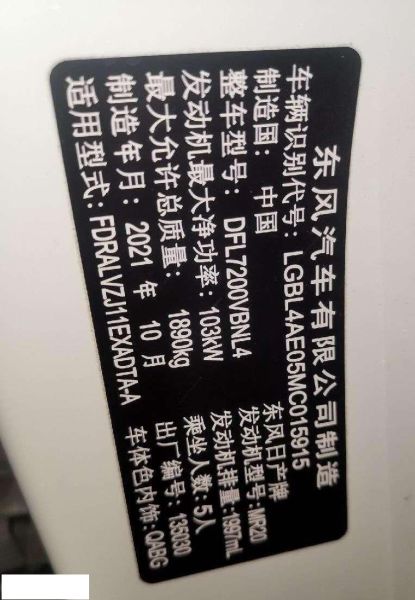 东风汽车有限公司制造
车辆识别代号: LGBL4AE05MC015915
制造国: 中国 东风日产牌
整车型号: DFL7200VBNL4 发动机型号:MR20
发动机最大净功率: 103kW 发动机排量:1997mL
最大允许总质量: 1890kg 乘坐人数:5人
制造年月: 2021 年 10 月 出厂编号:135030
适用型式: FDRALVZJ11EXADTA-A 车体色内饰:QABG